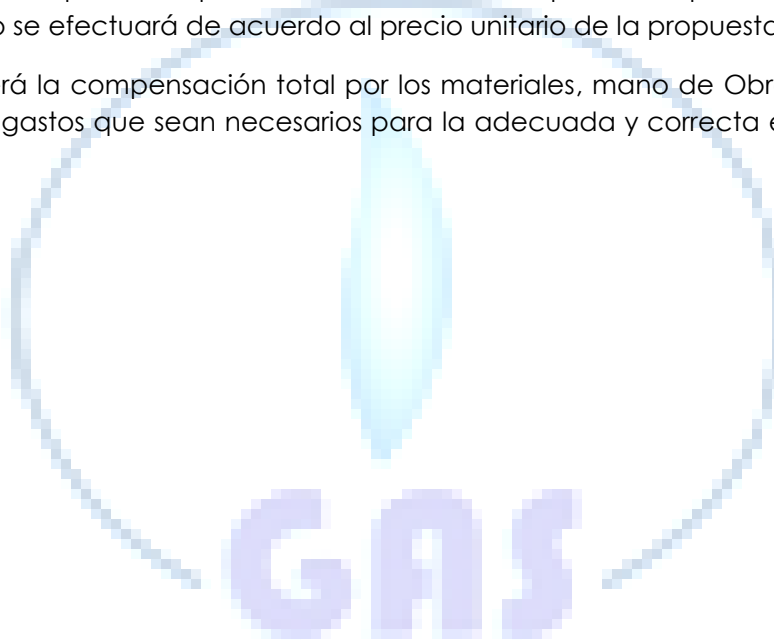 o se efectuará de acuerdo al precio unitario de la propuesta
rá la compensación total por los materiales, mano de Obr
gastos que sean necesarios para la adecuada y correcta e
GAS